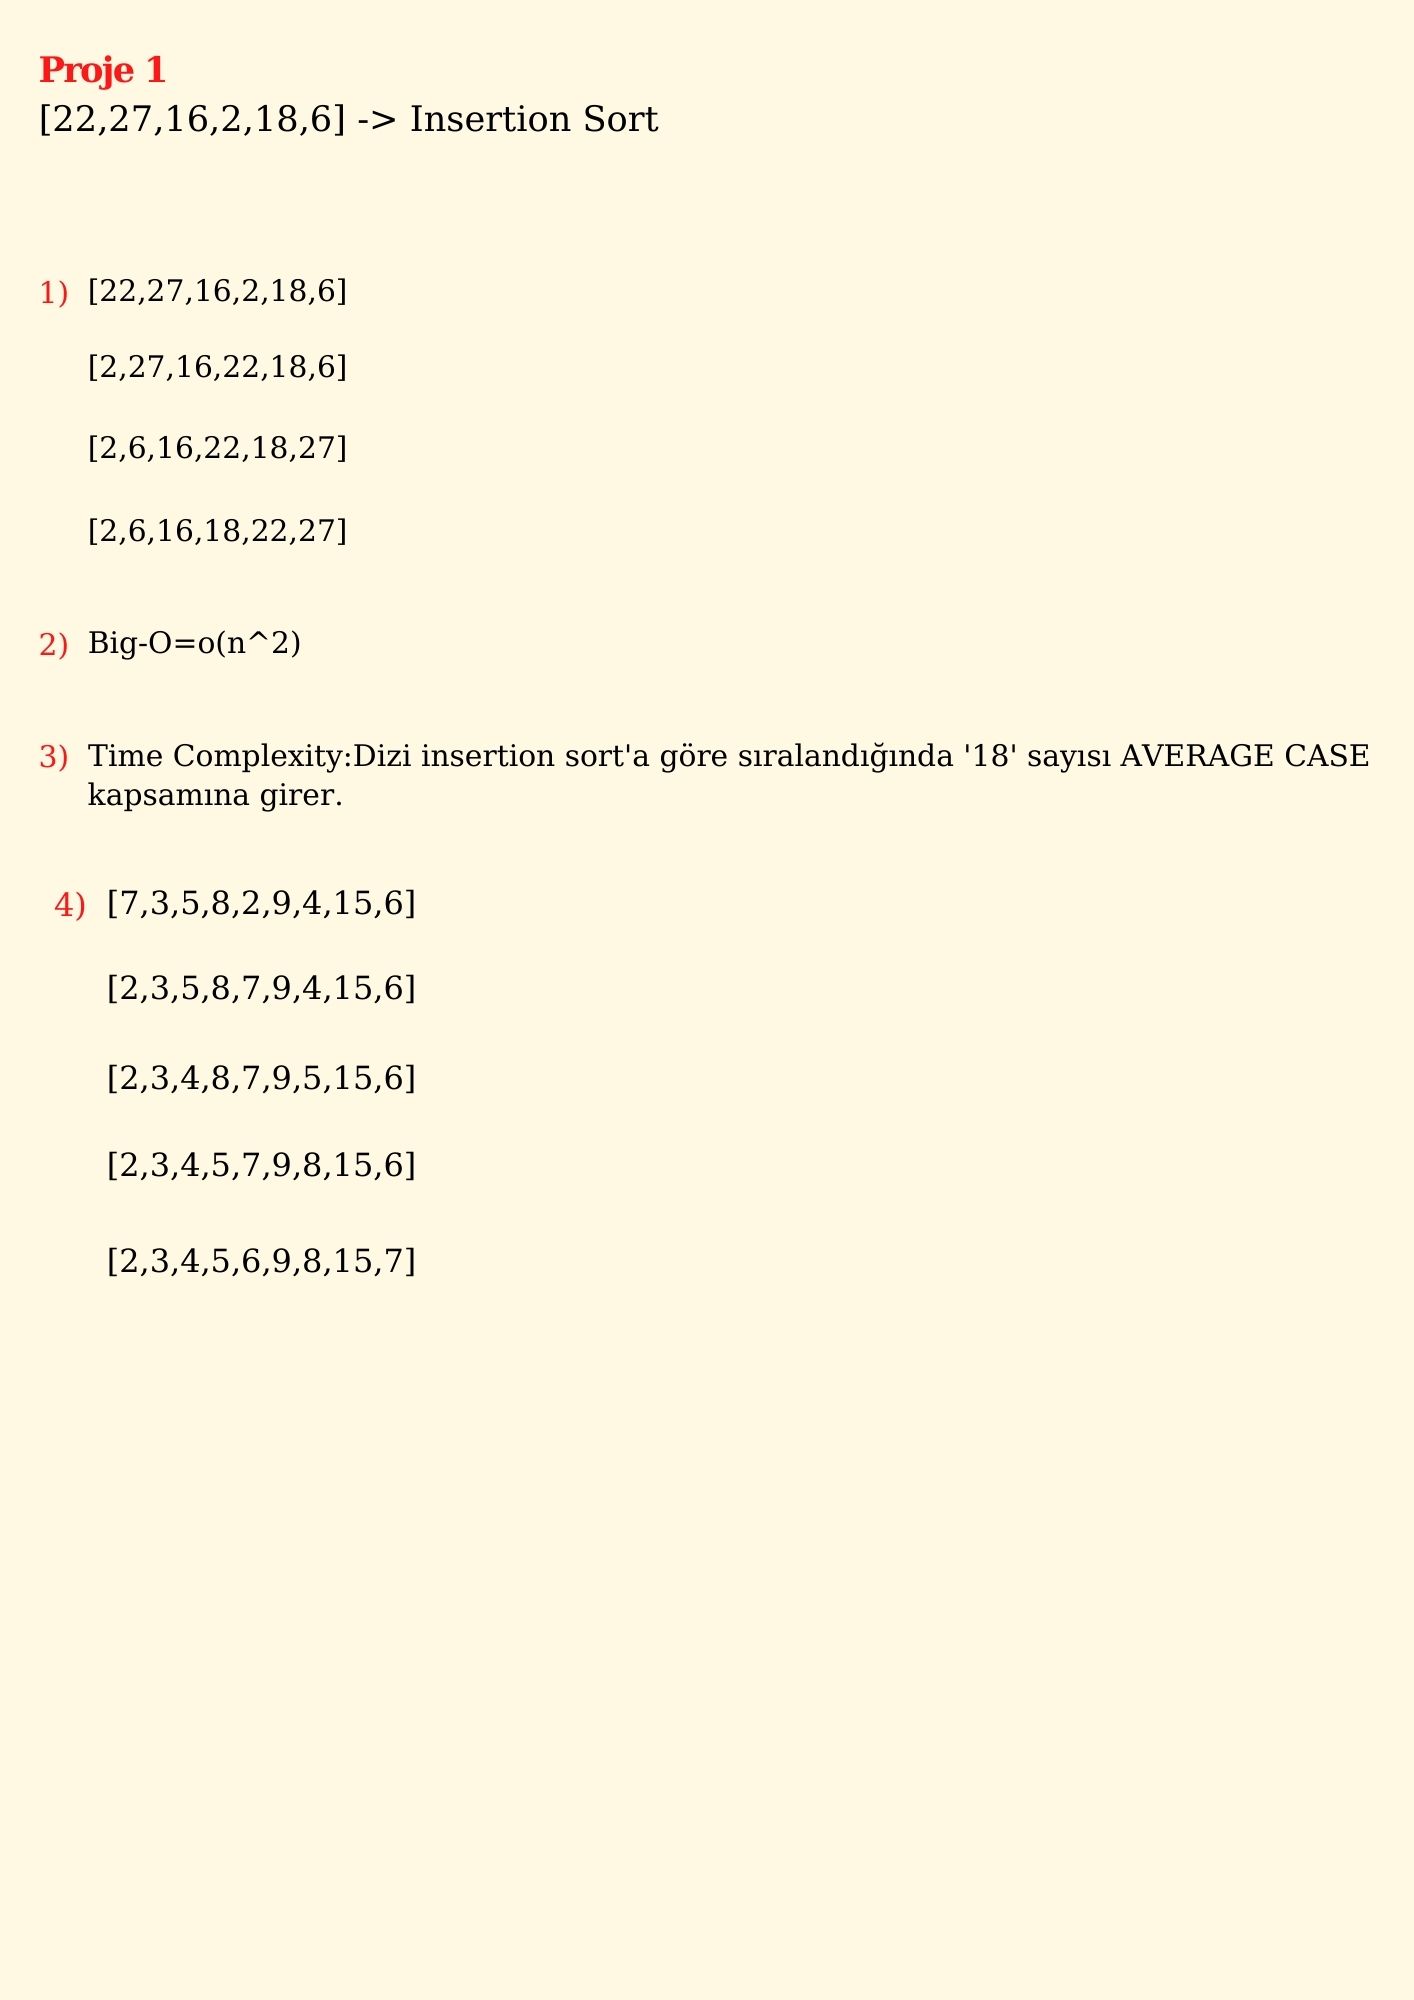 Proje 1
[22,27,16,2,18,6] -> Insertion Sort
1) [22,27,16,2,18,6]
[2,27,16,22,18,6]
[2,6,16,22,18,27]
[2,6,16,18,22,27]
2) Big-O=o(n^2)
3) Time Complexity:Dizi insertion sort'a göre sıralandığında '18' sayısı AVERAGE CASE
kapsamına girer.
4) [7,3,5,8,2,9,4,15,6]
[2,3,5,8,7,9,4,15,6]
[2,3,4,8,7,9,5,15,6]
[2,3,4,5,7,9,8,15,6]
[2,3,4,5,6,9,8,15,7]